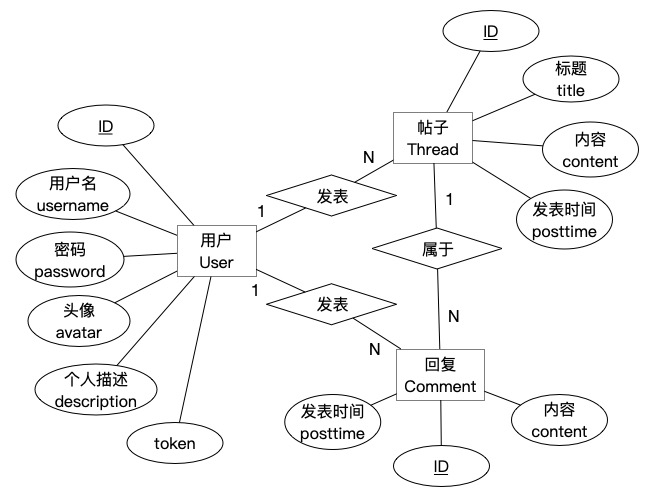 ID
标题
title
帖子
Thread
内容
content
ID
N
用户名
username
发表
发表时间
posttime
1
1
用户
User
密码
password
属于
1
发表
头像
avatar
N
N
个人描述
description
回复
Comment
发表时间
posttime
内容
content
token
ID